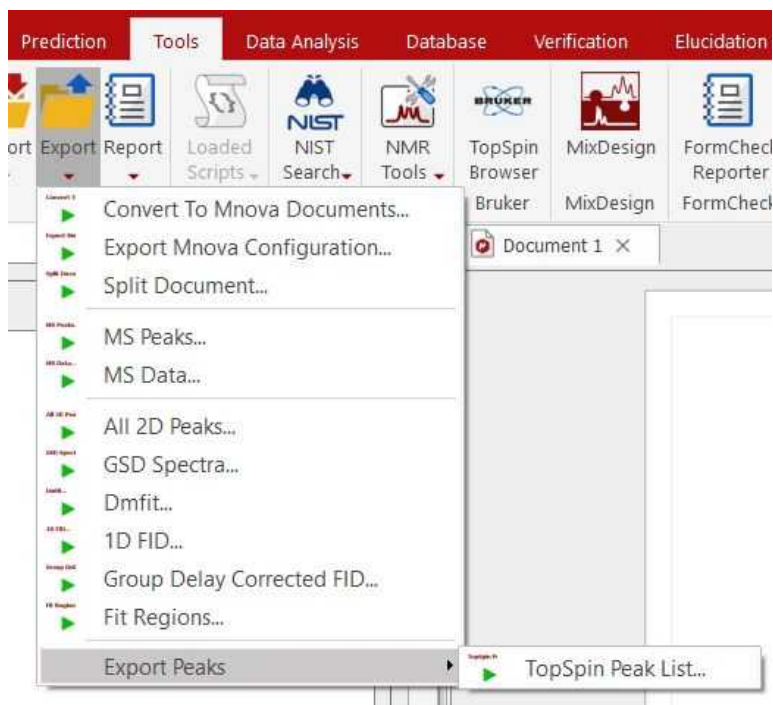 Prediction Tools Data Analysis Database Verification Elucidation
BRUKER
NIST
ort Export Report Loaded NIST NMR TopSpin MixDesign FormCheck
Scripts Search Tools Browser Reporter
Bruker MixDesign FormCheck
Convert To Mnova Documents...
Export Mnova Configuration...
Document 1
Split Document...
MS Peaks...
MS Data...
All 2D Peaks...
GSD Spectra...
Dmfit...
1D FID...
Group Delay Corrected FID...
Fit Regions...
Export Peaks
TopSpin Peak List...